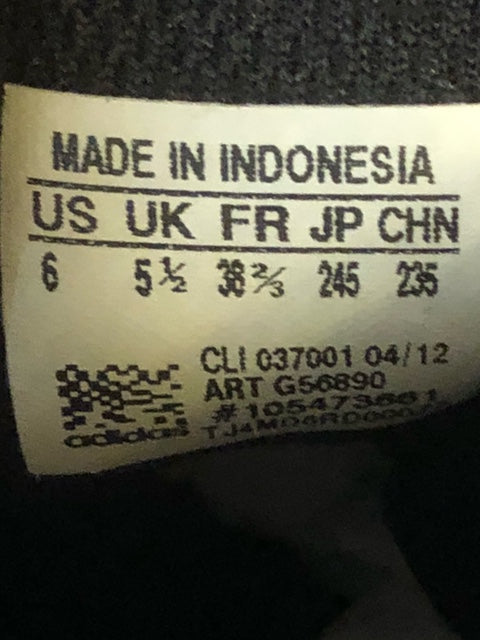 MADE IN INDONESIA
US UK FR JP CHN
6 5½ 38⅔ 245 235
CLI 037001 04/12
ART G56890
#105473661
adidas